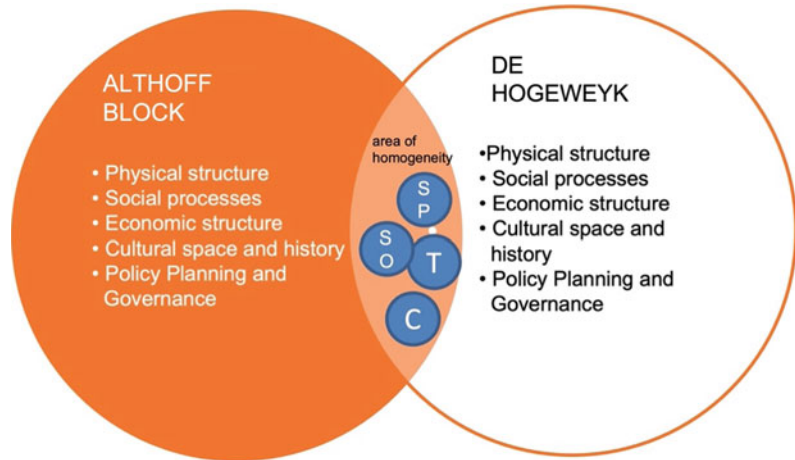 ALTHOFF
BLOCK
• Physical structure
• Social processes
• Economic structure
• Cultural space and history
• Policy Planning and
Governance
area of
homogeneity
S
P
S
O
T
C
DE
HOGEWEYK
•Physical structure
• Social processes
• Economic structure
• Cultural space and
history
• Policy Planning and
Governance